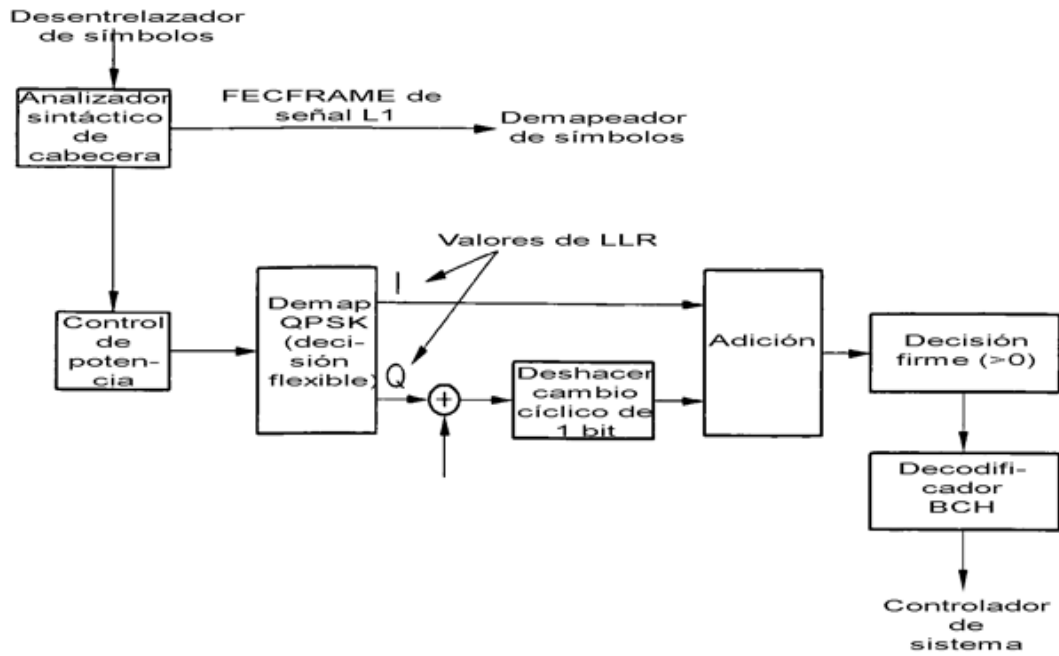 Desentrelazador
de símbolos
Analizador
sintáctico
de
cabecera
FECFRAME de
señal L1
Demapeador
de símbolos
Valores de LLR
I
Control
de
poten-
cia
Demap
QPSK
(deci-
sión
flexible)
Q
+
Deshacer
cambio
cíclico de
1 bit
Adición
Decisión
firme (>0)
Decodifi-
cador
BCH
Controlador
de
sistema